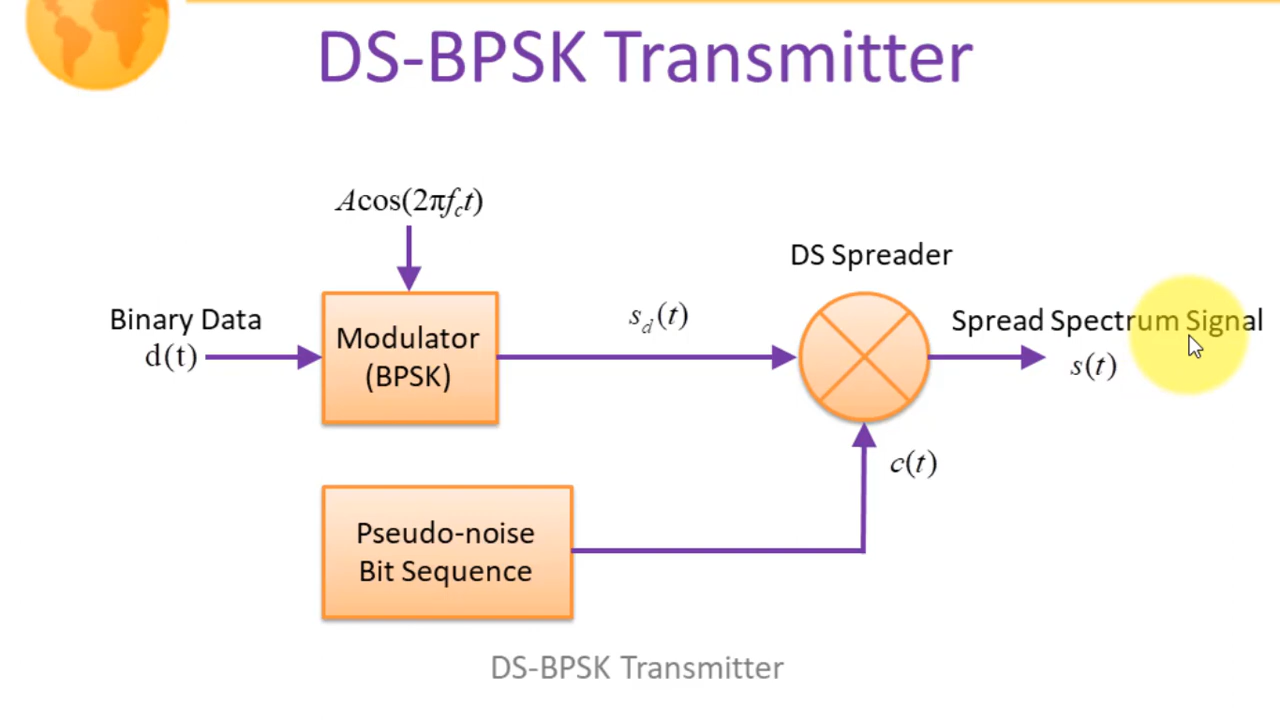 DS-BPSK Transmitter
Acos(2πf_ct)
DS Spreader
Binary Data
d(t)
Modulator
(BPSK)
s_d(t)
Spread Spectrum Signal
s(t)
c(t)
Pseudo-noise
Bit Sequence
DS-BPSK Transmitter